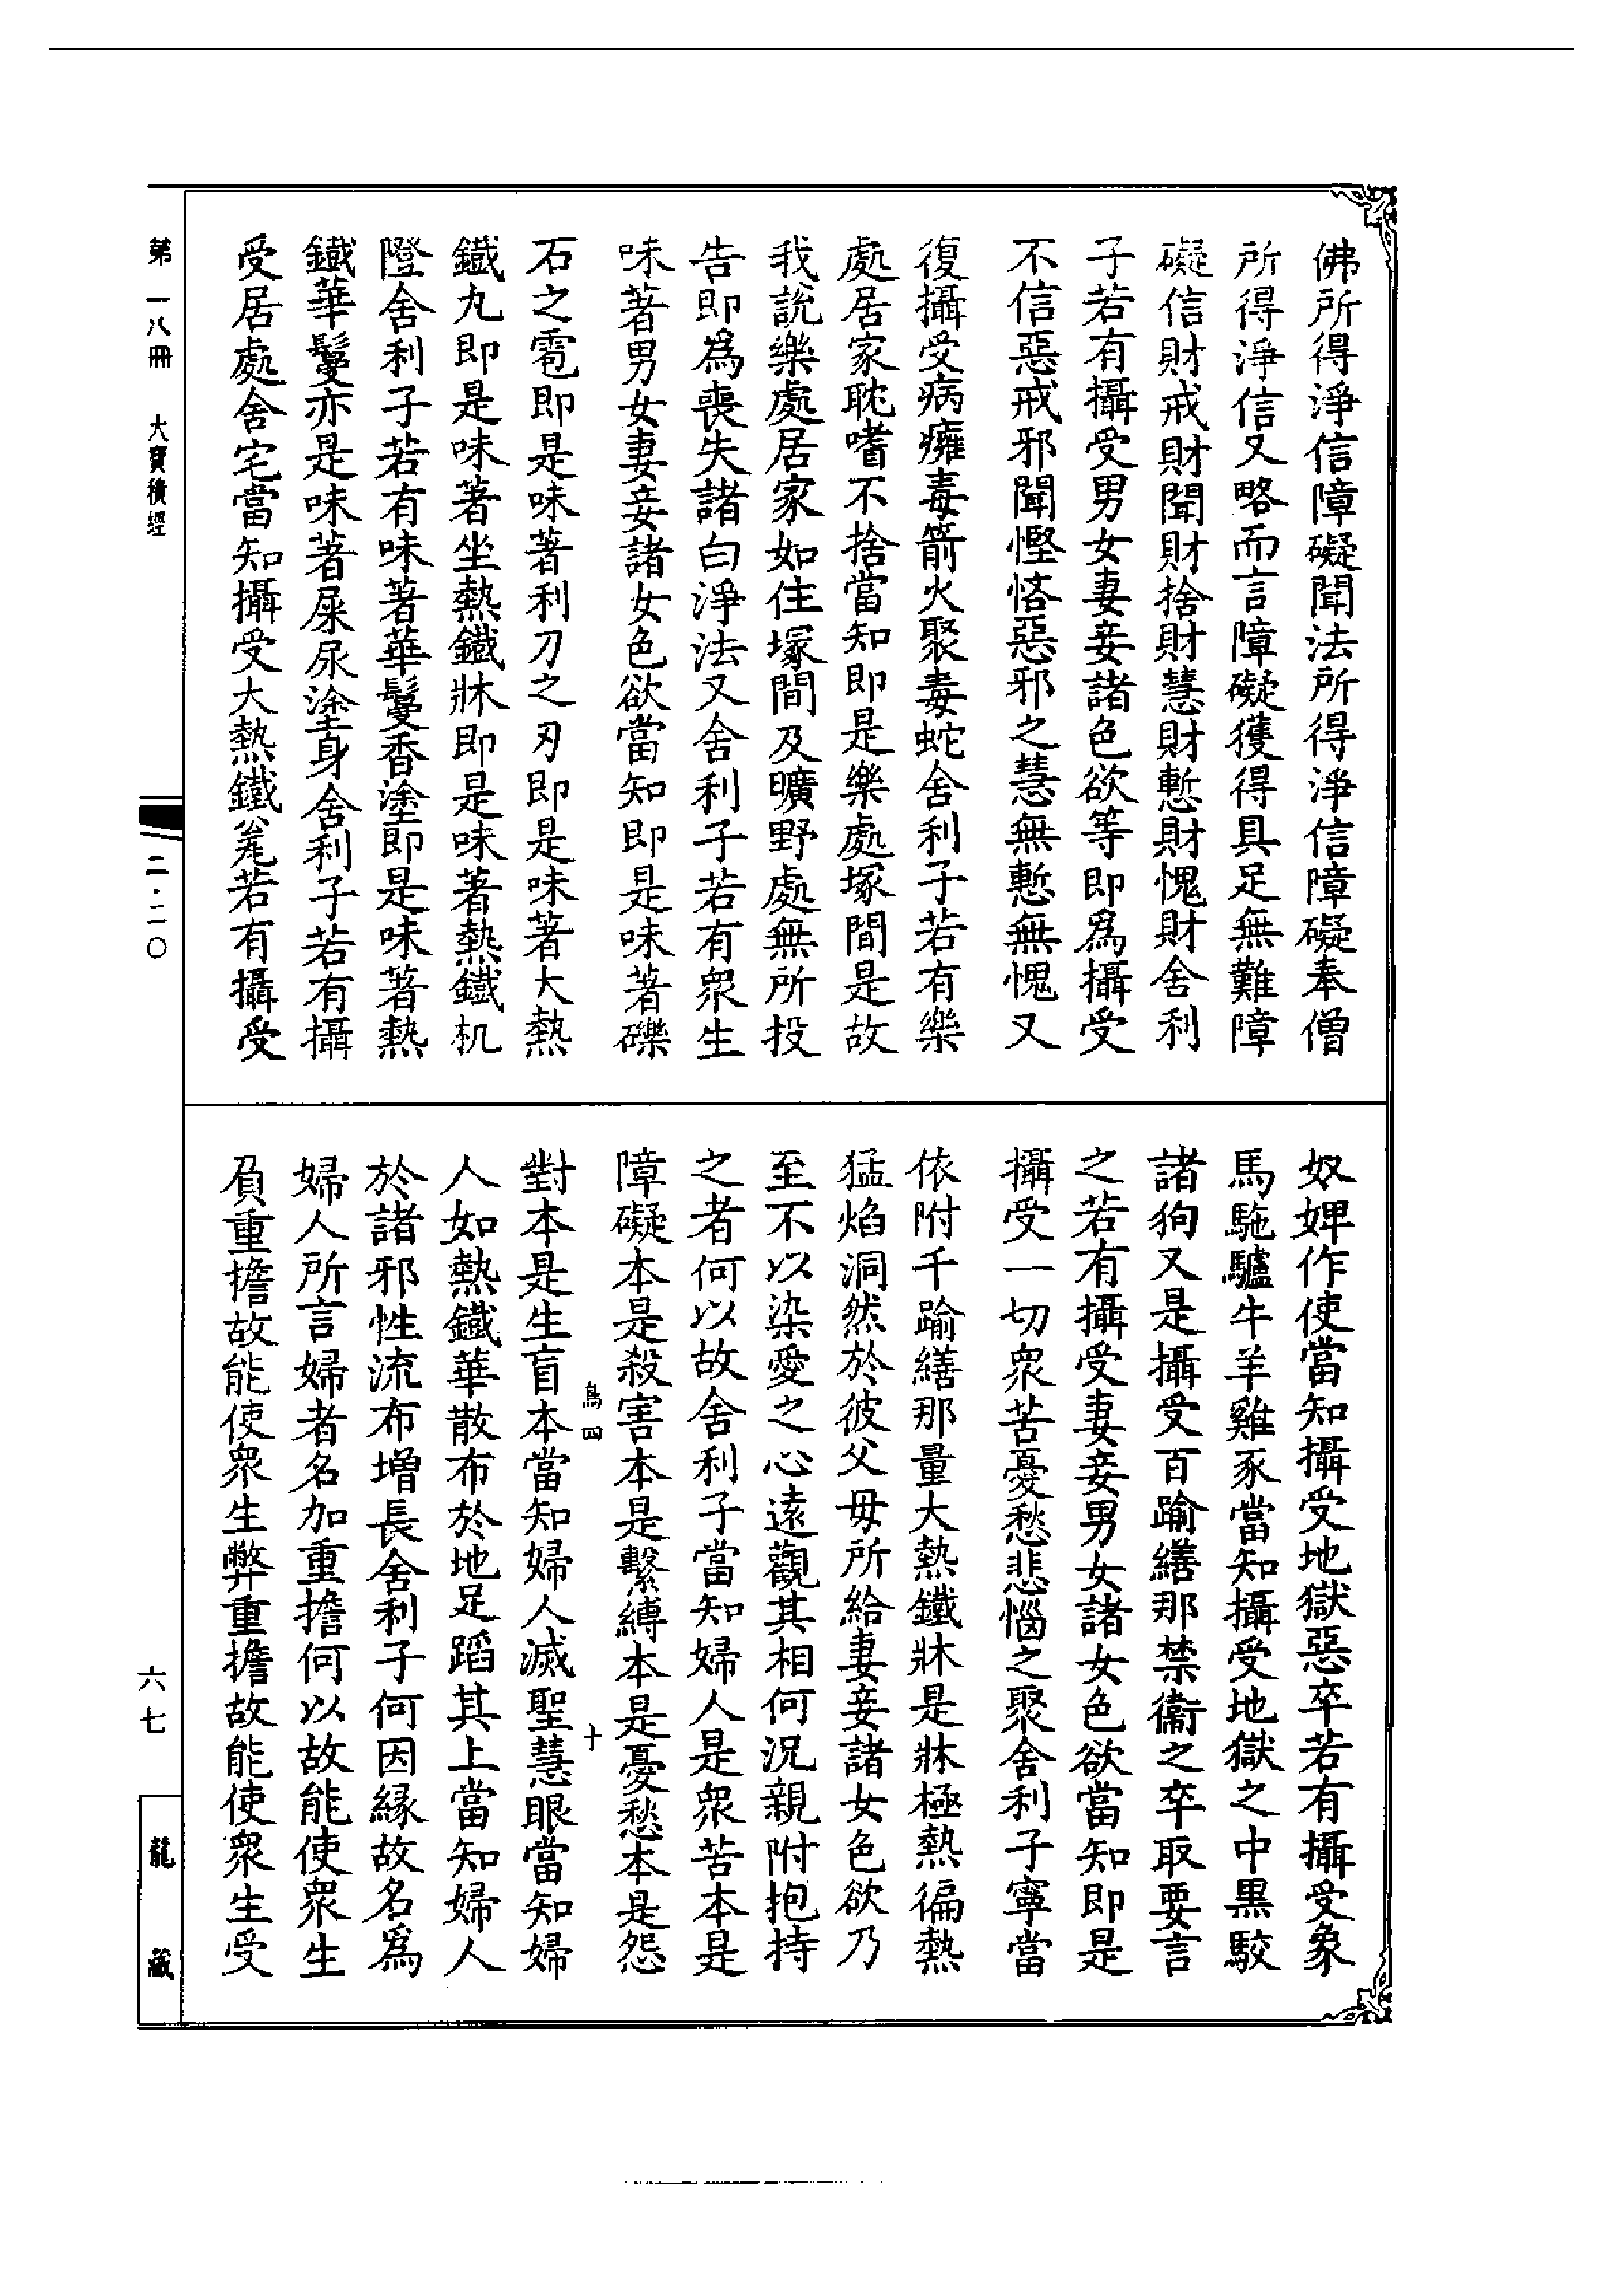 佛所得淨信障礙聞法所得淨信障礙奉僧
所得淨信又略而言障礙獲得具足無難障
礙信財戒財聞財捨財慧財慙財愧財舍利
子若有攝受男女妻妾諸色欲等即為攝受
不信惡戒邪聞慳悋惡邪之慧無慙無愧又
復攝受病癰毒箭火聚毒蛇舍利子若有樂
處居家耽嗜不捨當知即是樂處塚間是故
我說樂處居家如住塚間及曠野處無所投
告即為喪失諸白淨法又舍利子若有眾生
味著男女妻妾諸女色欲當知即是味著礫
石之雹即是味著利刀之刃即是味著大熱
鐵丸即是味著坐熱鐵牀即是味著熱鐵机
隥舍利子若有味著華鬘香塗即是味著熱
鐵華鬘亦是味著屎尿塗身舍利子若有攝
受居處舍宅當知攝受大熱鐵瓮若有攝受
奴婢作使當知攝受地獄惡卒若有攝受象
馬駞驢牛羊雞豕當知攝受地獄之中黑駮
諸狗又是攝受百踰繕那禁衞之卒取要言
之若有攝受妻妾男女諸女色欲當知即是
攝受一切眾苦憂愁悲惱之聚舍利子寧當
依附千踰繕那量大熱鐵牀是牀極熱徧熱
猛焰洞然於彼父母所給妻妾諸女色欲乃
至不以染愛之心遠觀其相何況親附抱持
之者何以故舍利子當知婦人是眾苦本是
障礙本是殺害本是繫縛本是憂愁本是怨
鳥四 十
對本是生盲本當知婦人滅聖慧眼當知婦
人如熱鐵華散布於地足蹈其上當知婦人
於諸邪性流布增長舍利子何因緣故名為
婦人所言婦者名加重擔何以故能使眾生
負重擔故能使眾生弊重擔故能使眾生受
第一八冊 大寶積經
二·二〇
六七
龍藏